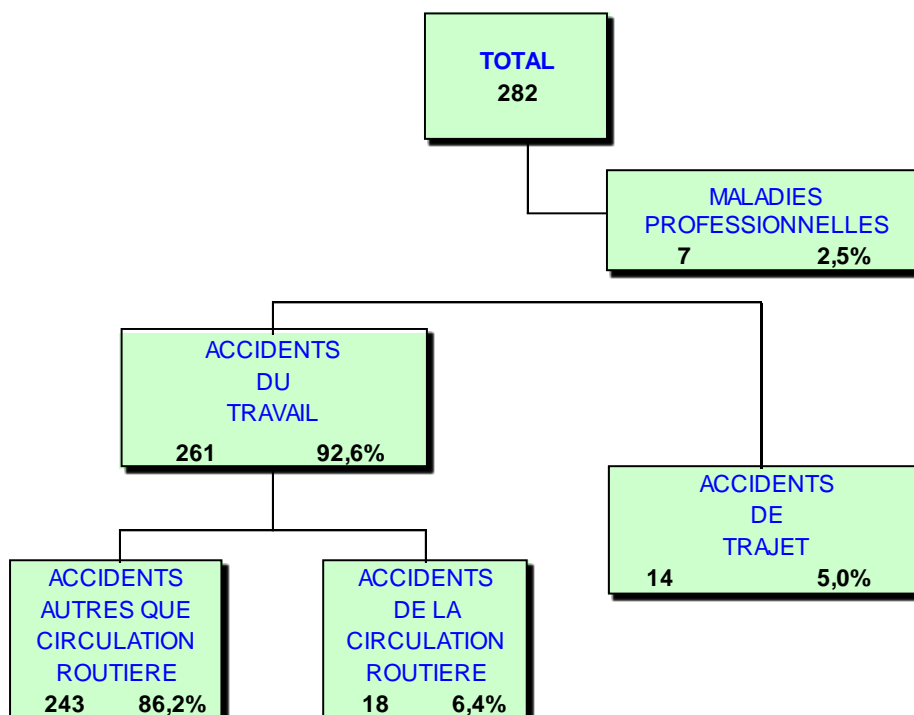 TOTAL
282
MALADIES
PROFESSIONNELLES
7 2,5%
ACCIDENTS
DU
TRAVAIL
261 92,6%
ACCIDENTS
DE
TRAJET
14 5,0%
ACCIDENTS
AUTRES QUE
CIRCULATION
ROUTIERE
243 86,2%
ACCIDENTS
DE LA
CIRCULATION
ROUTIERE
18 6,4%